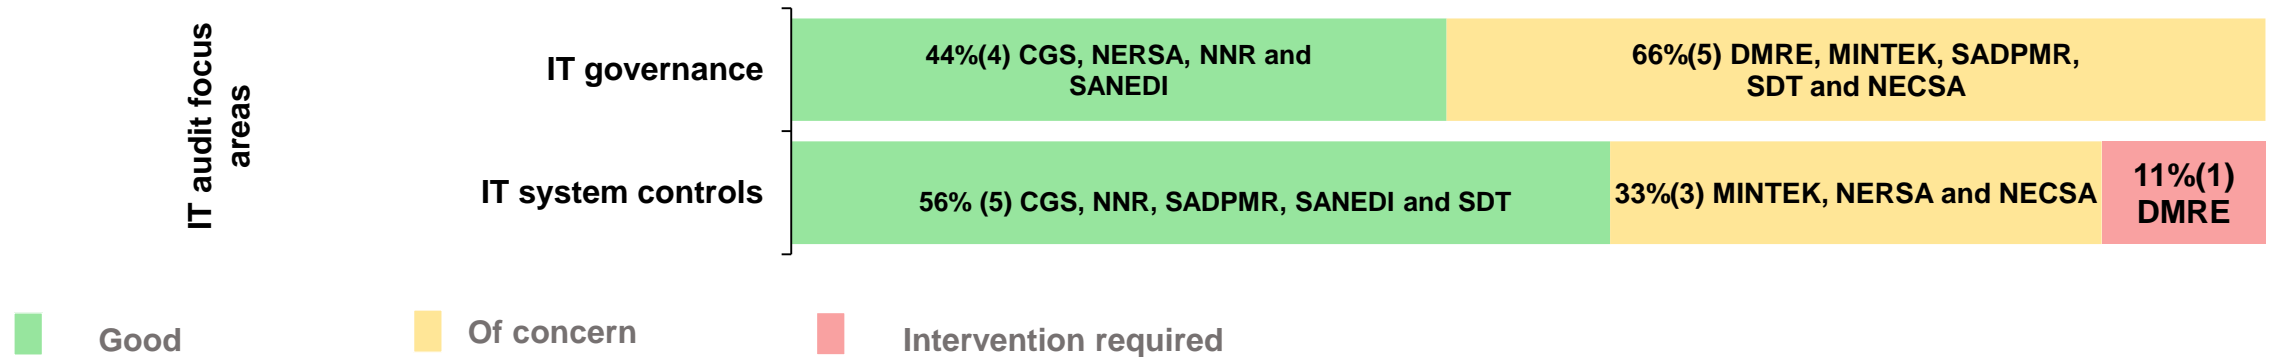 IT audit focus
areas
IT governance
44%(4) CGS, NERSA, NNR and
SANEDI
66%(5) DMRE, MINTEK, SADPMR,
SDT and NECSA
IT system controls
56% (5) CGS, NNR, SADPMR, SANEDI and SDT
33%(3) MINTEK, NERSA and NECSA
11%(1)
DMRE
Good
Of concern
Intervention required